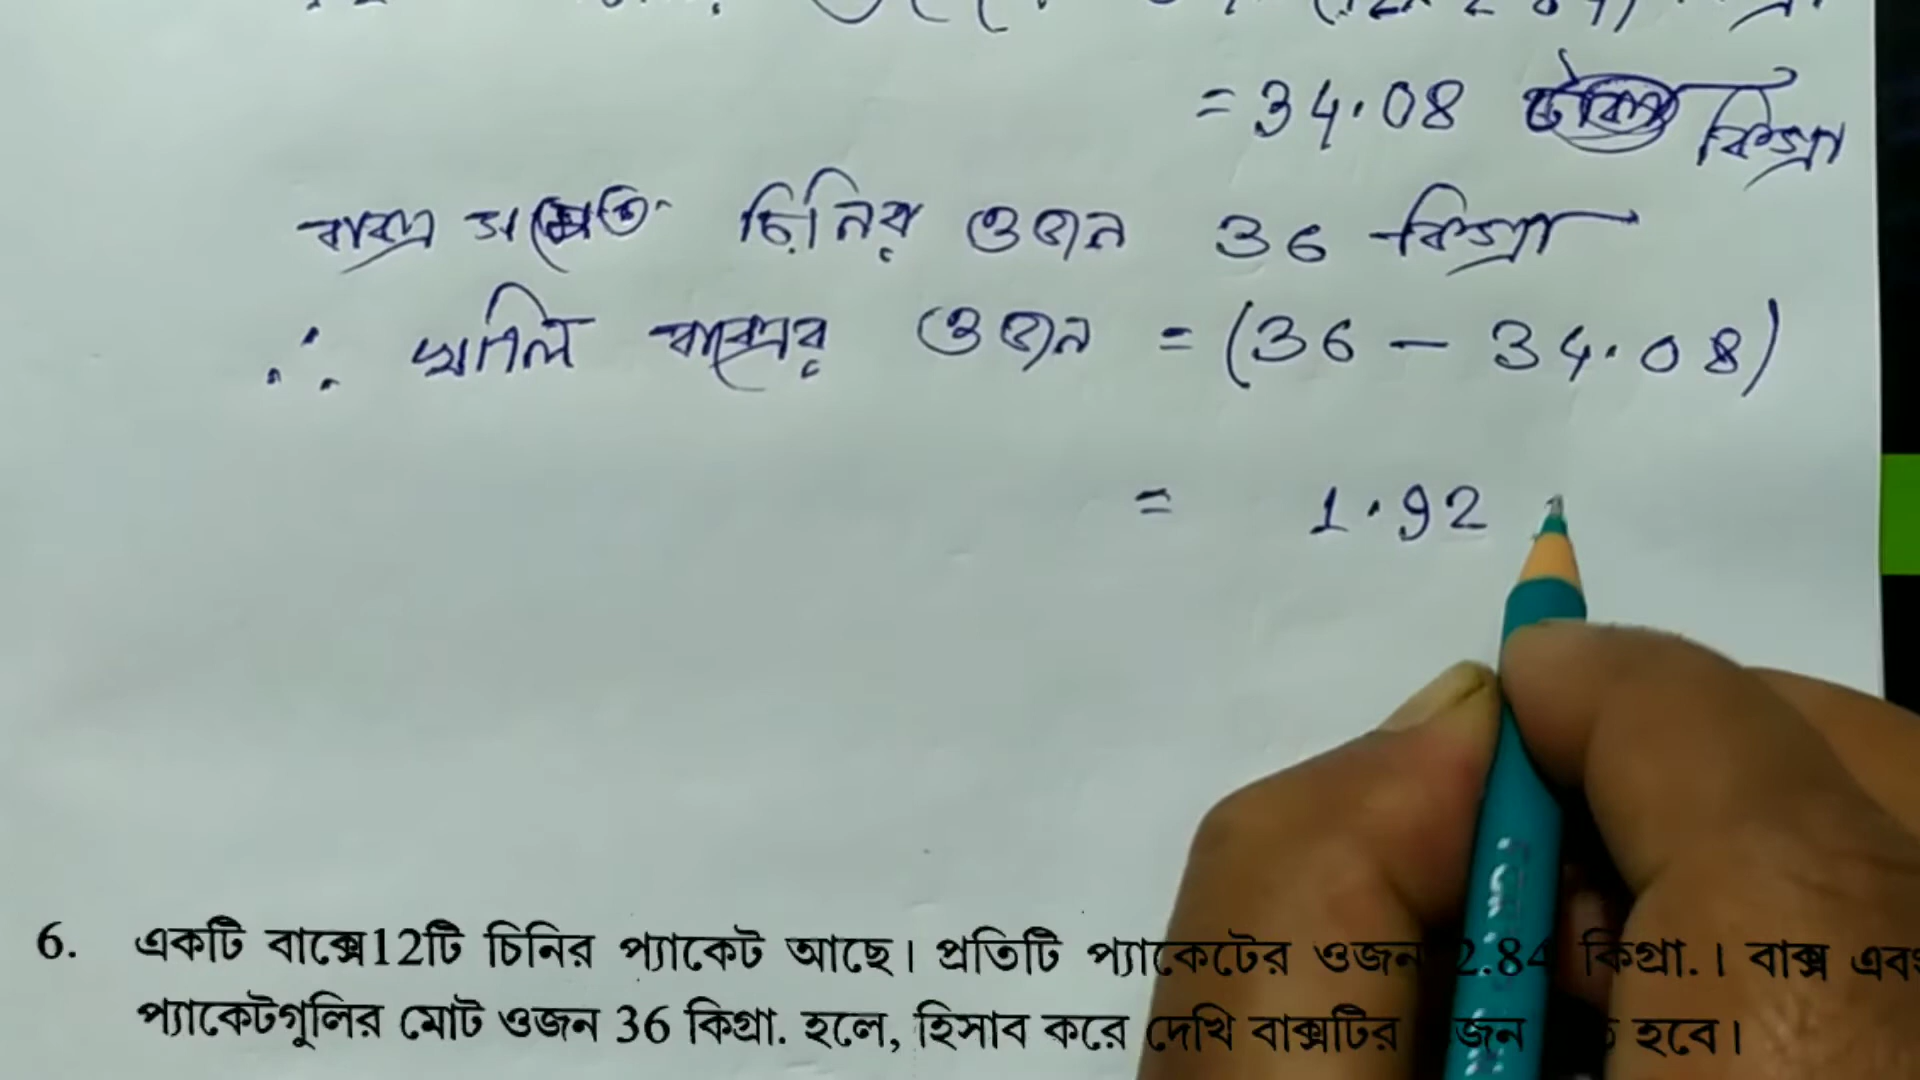 = 34.08 কিগ্রা
বাক্স সমেত চিনির ওজন 36 কিগ্রা
∴ খালি বাক্সের ওজন = (36 - 34.08)
= 1.92
6. একটি বাক্সে12টি চিনির প্যাকেট আছে। প্রতিটি প্যাকেটের ওজন 2.84 কিগ্রা.। বাক্স এবং
প্যাকেটগুলির মোট ওজন 36 কিগ্রা. হলে, হিসাব করে দেখি বাক্সটির ওজন হবে।